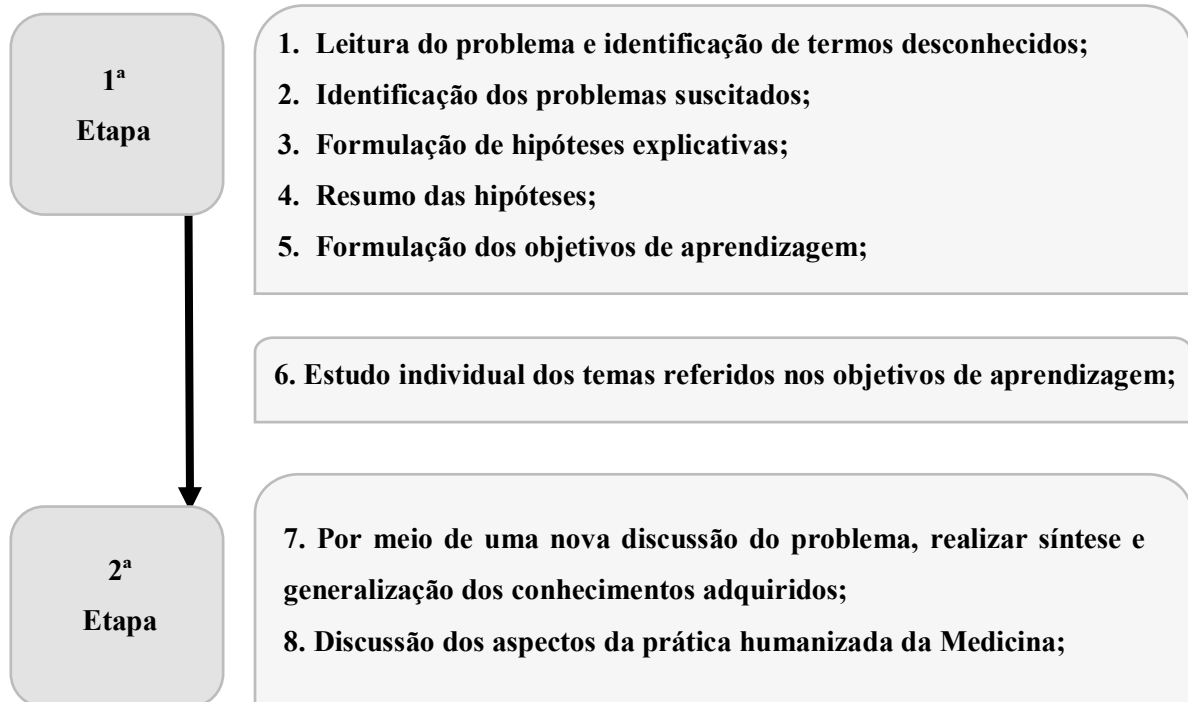 1ª
Etapa
1. Leitura do problema e identificação de termos desconhecidos;
2. Identificação dos problemas suscitados;
3. Formulação de hipóteses explicativas;
4. Resumo das hipóteses;
5. Formulação dos objetivos de aprendizagem;
6. Estudo individual dos temas referidos nos objetivos de aprendizagem;
2ª
Etapa
7. Por meio de uma nova discussão do problema, realizar síntese e
generalização dos conhecimentos adquiridos;
8. Discussão dos aspectos da prática humanizada da Medicina;